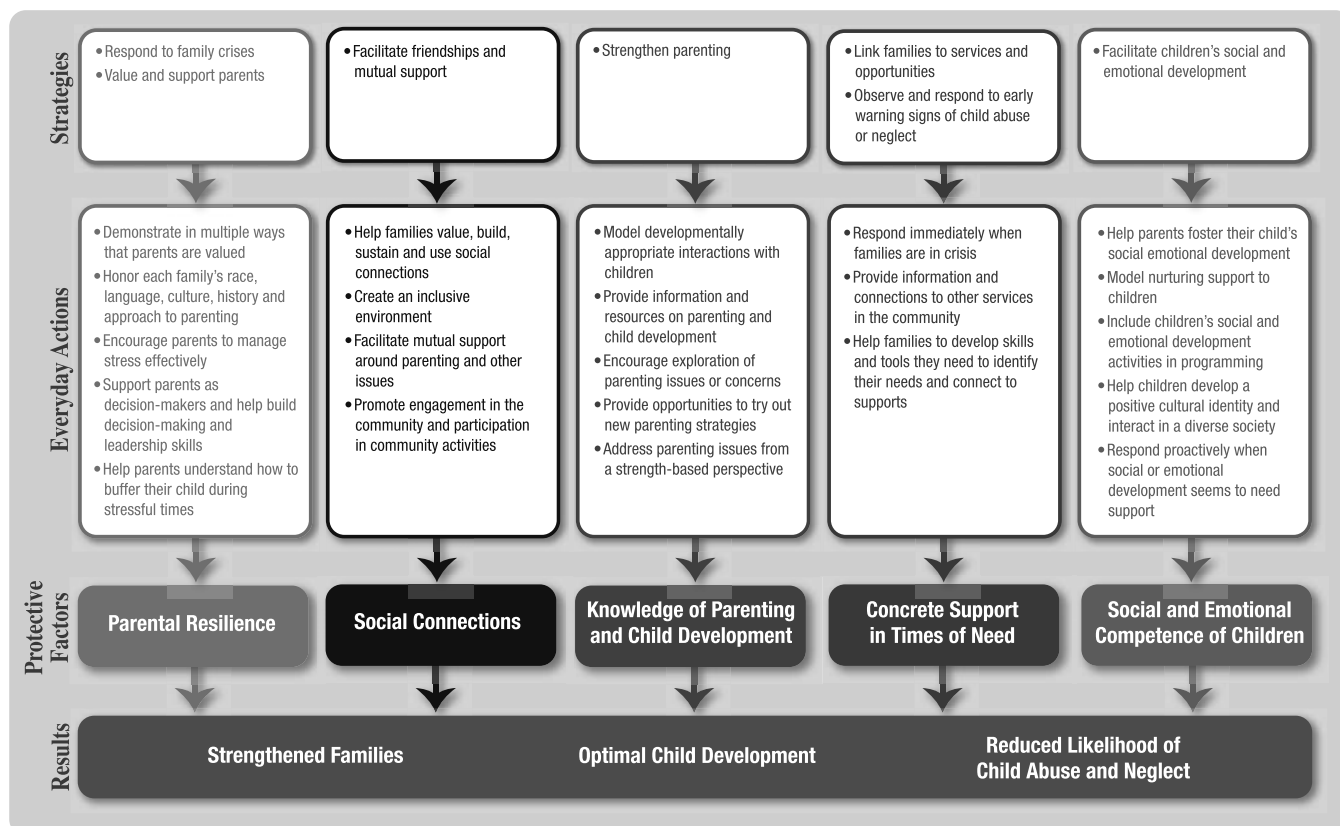 Strategies
• Respond to family crises
• Value and support parents
• Facilitate friendships and
mutual support
• Strengthen parenting
• Link families to services and
opportunities
• Observe and respond to early
warning signs of child abuse
or neglect
• Facilitate children's social and
emotional development
Everyday Actions
• Demonstrate in multiple ways
that parents are valued
• Honor each family's race,
language, culture, history and
approach to parenting
• Encourage parents to manage
stress effectively
• Support parents as
decision-makers and help build
decision-making and
leadership skills
• Help parents understand how to
buffer their child during
stressful times
• Help families value, build,
sustain and use social
connections
• Create an inclusive
environment
• Facilitate mutual support
around parenting and other
issues
• Promote engagement in the
community and participation
in community activities
• Model developmentally
appropriate interactions with
children
• Provide information and
resources on parenting and
child development
• Encourage exploration of
parenting issues or concerns
• Provide opportunities to try out
new parenting strategies
• Address parenting issues from
a strength-based perspective
• Respond immediately when
families are in crisis
• Provide information and
connections to other services
in the community
• Help families to develop skills
and tools they need to identify
their needs and connect to
supports
• Help parents foster their child's
social emotional development
• Model nurturing support to
children
• Include children's social and
emotional development
activities in programming
• Help children develop a
positive cultural identity and
interact in a diverse society
• Respond proactively when
social or emotional
development seems to need
support
Protective
Factors
Parental Resilience
Social Connections
Knowledge of Parenting
and Child Development
Concrete Support
in Times of Need
Social and Emotional
Competence of Children
Results
Strengthened Families
Optimal Child Development
Reduced Likelihood of
Child Abuse and Neglect